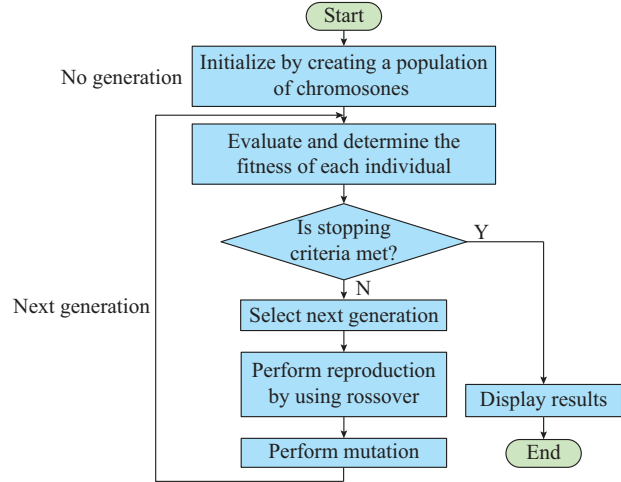 Start
No generation
Initialize by creating a population
of chromosones
Evaluate and determine the
fitness of each individual
Is stopping
criteria met?
Y
N
Next generation
Select next generation
Perform reproduction
by using rossover
Display results
Perform mutation
End